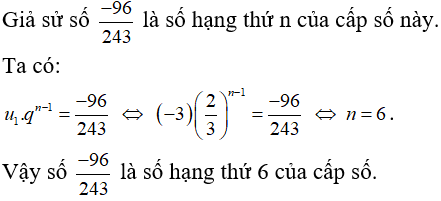 Giả sử số \frac{-96}{243} là số hạng thứ n của cấp số này.
Ta có:
u_1.q^{n-1} = \frac{-96}{243} ⇔ (-3)\left(\frac{2}{3}\right)^{n-1} = \frac{-96}{243} ⇔ n = 6.
Vậy số \frac{-96}{243} là số hạng thứ 6 của cấp số.